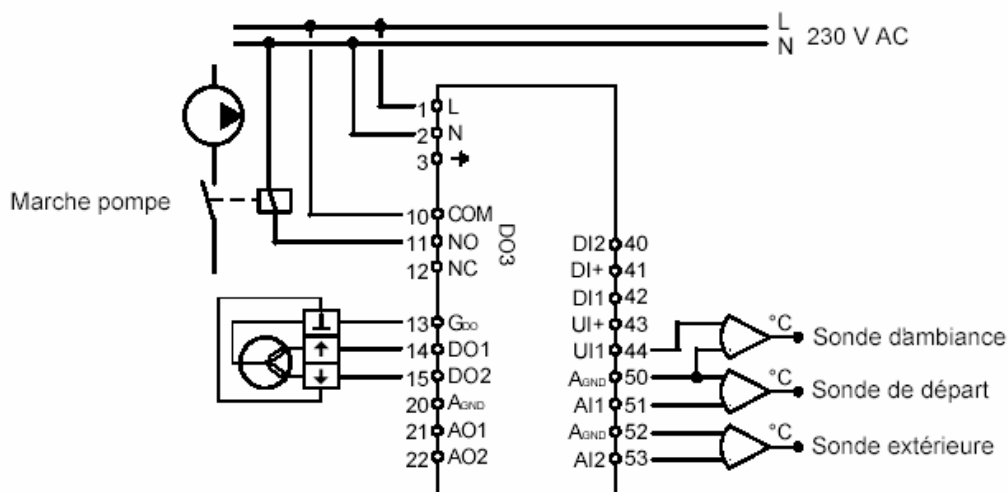 L
N 230 V AC
1 L
2 N
3
Marche pompe
10 COM
11 NO
12 NC
DO3
13 GDO
14 DO1
15 DO2
20 AGND
21 AO1
22 AO2
DI2 40
DI+ 41
DI1 42
UI+ 43
UI1 44
AGND 50
AI1 51
AGND 52
AI2 53
°C Sonde d'ambiance
°C Sonde de départ
°C Sonde extérieure